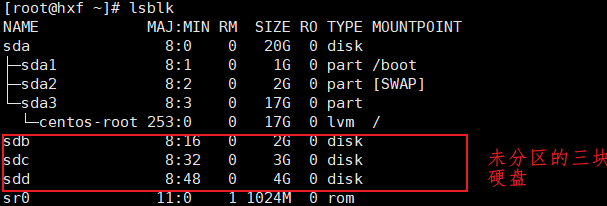 [root@hxf ~]# lsblk
NAME            MAJ:MIN RM  SIZE RO TYPE MOUNTPOINT
sda               8:0    0   20G  0 disk
├─sda1            8:1    0    1G  0 part /boot
├─sda2            8:2    0    2G  0 part [SWAP]
└─sda3            8:3    0   17G  0 part
  └─centos-root 253:0    0   17G  0 lvm  /
sdb               8:16   0    2G  0 disk
sdc               8:32   0    3G  0 disk
sdd               8:48   0    4G  0 disk
未分区的三块
硬盘
sr0              11:0    1 1024M  0 rom